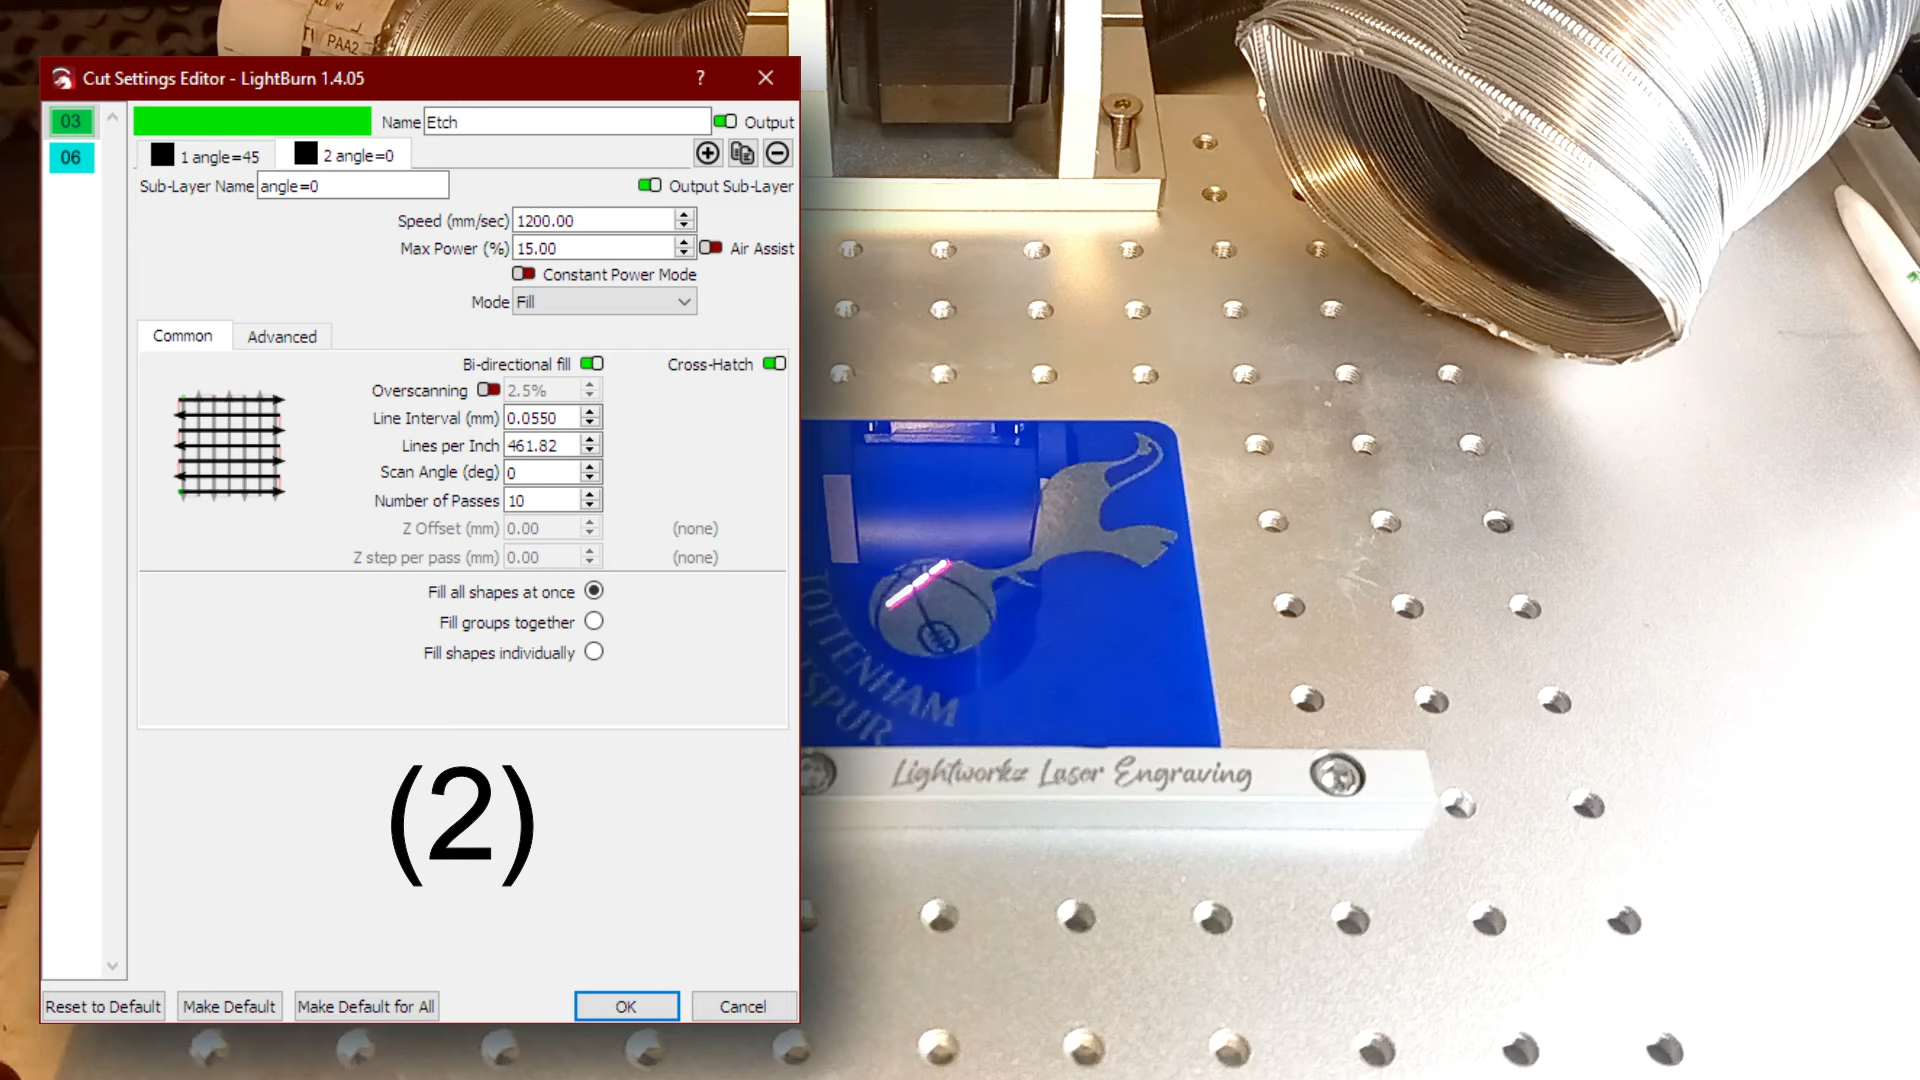 PAA2
Cut Settings Editor - LightBurn 1.4.05
?
03
06
Name Etch
Output
1 angle=45
2 angle=0
Sub-Layer Name angle=0
Output Sub-Layer
Speed (mm/sec) 1200.00
Max Power (%) 15.00
Air Assist
Constant Power Mode
Mode Fill
Common
Advanced
Bi-directional fill
Cross-Hatch
Overscanning 2.5%
Line Interval (mm) 0.0550
Lines per Inch 461.82
Scan Angle (deg) 0
Number of Passes 10
Z Offset (mm) 0.00 (none)
Z step per pass (mm) 0.00 (none)
Fill all shapes at once
Fill groups together
Fill shapes individually
(2)
Reset to Default
Make Default
Make Default for All
OK
Cancel
TOTTENHAM
TSPUR
Lightworkz Laser Engraving